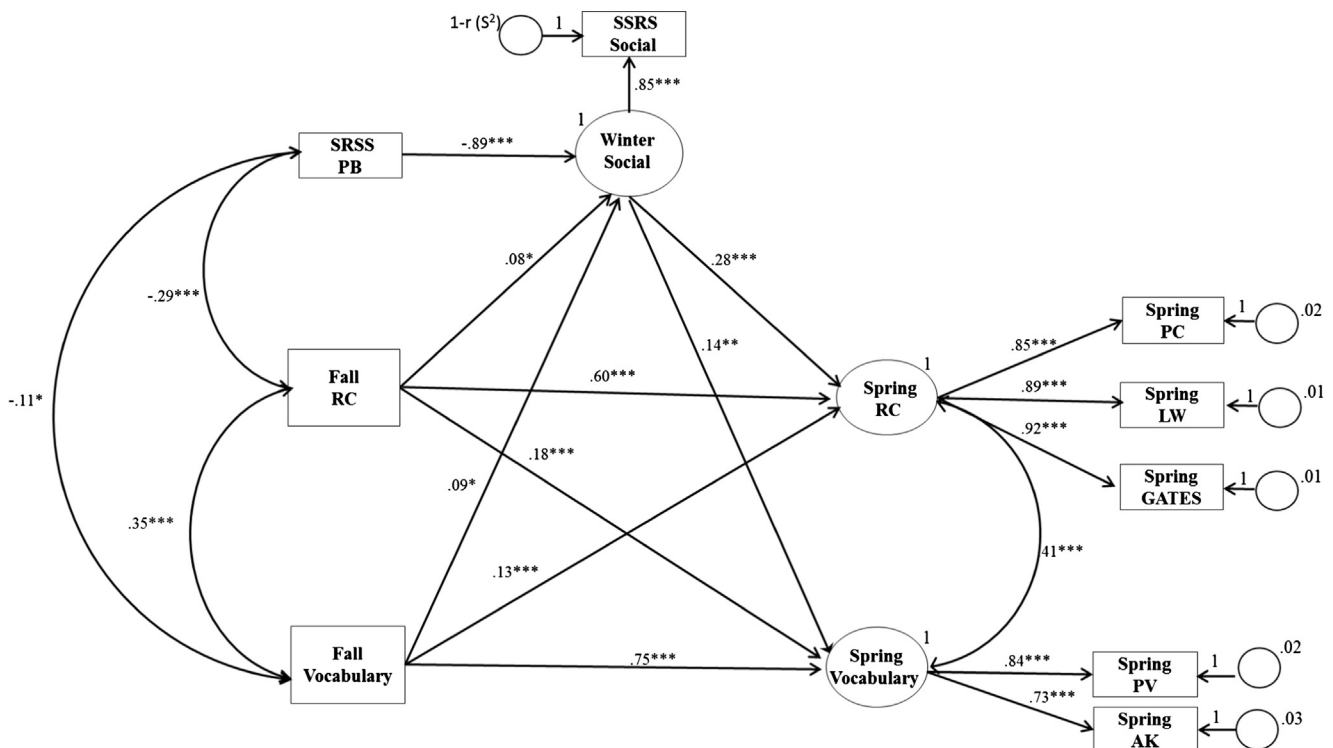 1-r (S²)
1
SSRS
Social
.85***
1
Winter
Social
SRSS
PB
-.89***
.08*
.28***
-.29***
.14**
Spring
PC
1
.02
.85***
Fall
RC
.60***
1
Spring
RC
.89***
Spring
LW
1
.01
-.11*
.92***
.18***
.09*
Spring
GATES
1
.01
.35***
.13***
41***
Fall
Vocabulary
.75***
1
Spring
Vocabulary
.84***
Spring
PV
1
.02
.73***
Spring
AK
1
.03